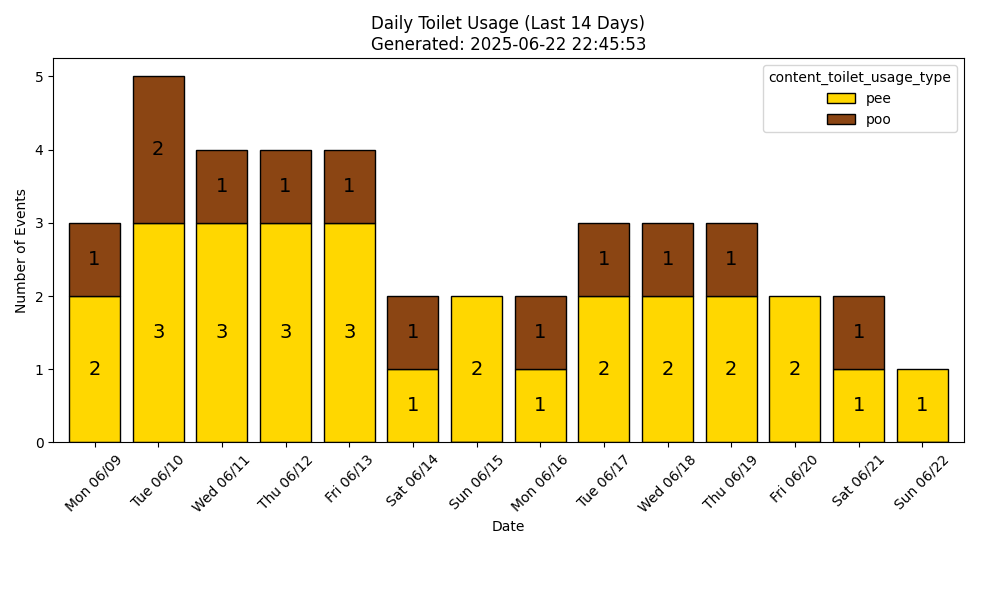 Daily Toilet Usage (Last 14 Days)
Generated: 2025-06-22 22:45:53
content_toilet_usage_type
pee
poo
Number of Events
5
4
3
2
1
0
1 2 1 1 1 1 1 1 1 1 1
2 3 3 3 3 1 2 1 2 2 2 2 1 1
Mon 06/09
Tue 06/10
Wed 06/11
Thu 06/12
Fri 06/13
Sat 06/14
Sun 06/15
Mon 06/16
Tue 06/17
Wed 06/18
Thu 06/19
Fri 06/20
Sat 06/21
Sun 06/22
Date